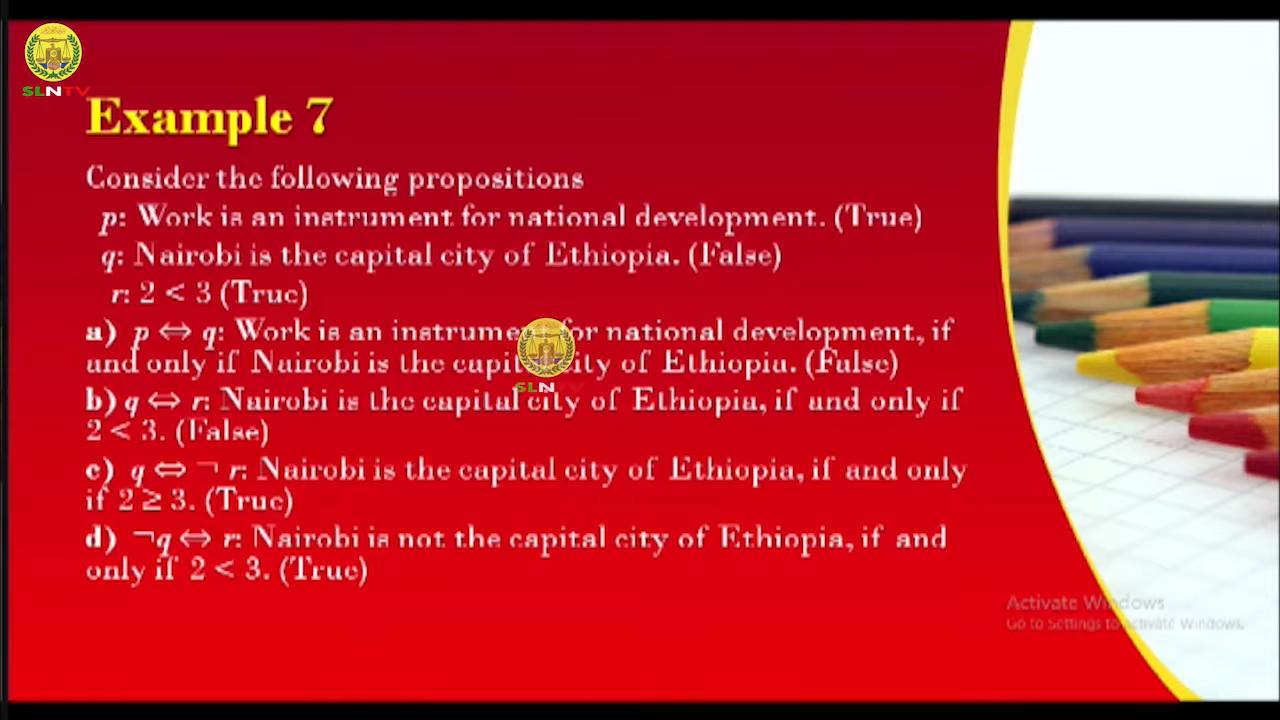 SLNTV
Example 7
Consider the following propositions
p: Work is an instrument for national development. (True)
q: Nairobi is the capital city of Ethiopia. (False)
r: 2 < 3 (True)
a) p ⇔ q: Work is an instrument for national development, if
and only if Nairobi is the capital city of Ethiopia. (False)
SLNTV
b) q ⇔ r: Nairobi is the capital city of Ethiopia, if and only if
2 < 3. (False)
c) q ⇔ ¬ r: Nairobi is the capital city of Ethiopia, if and only
if 2 ≥ 3. (True)
d) ¬q ⇔ r: Nairobi is not the capital city of Ethiopia, if and
only if 2 < 3. (True)
Activate Windows
Go to Settings to activate Windows.